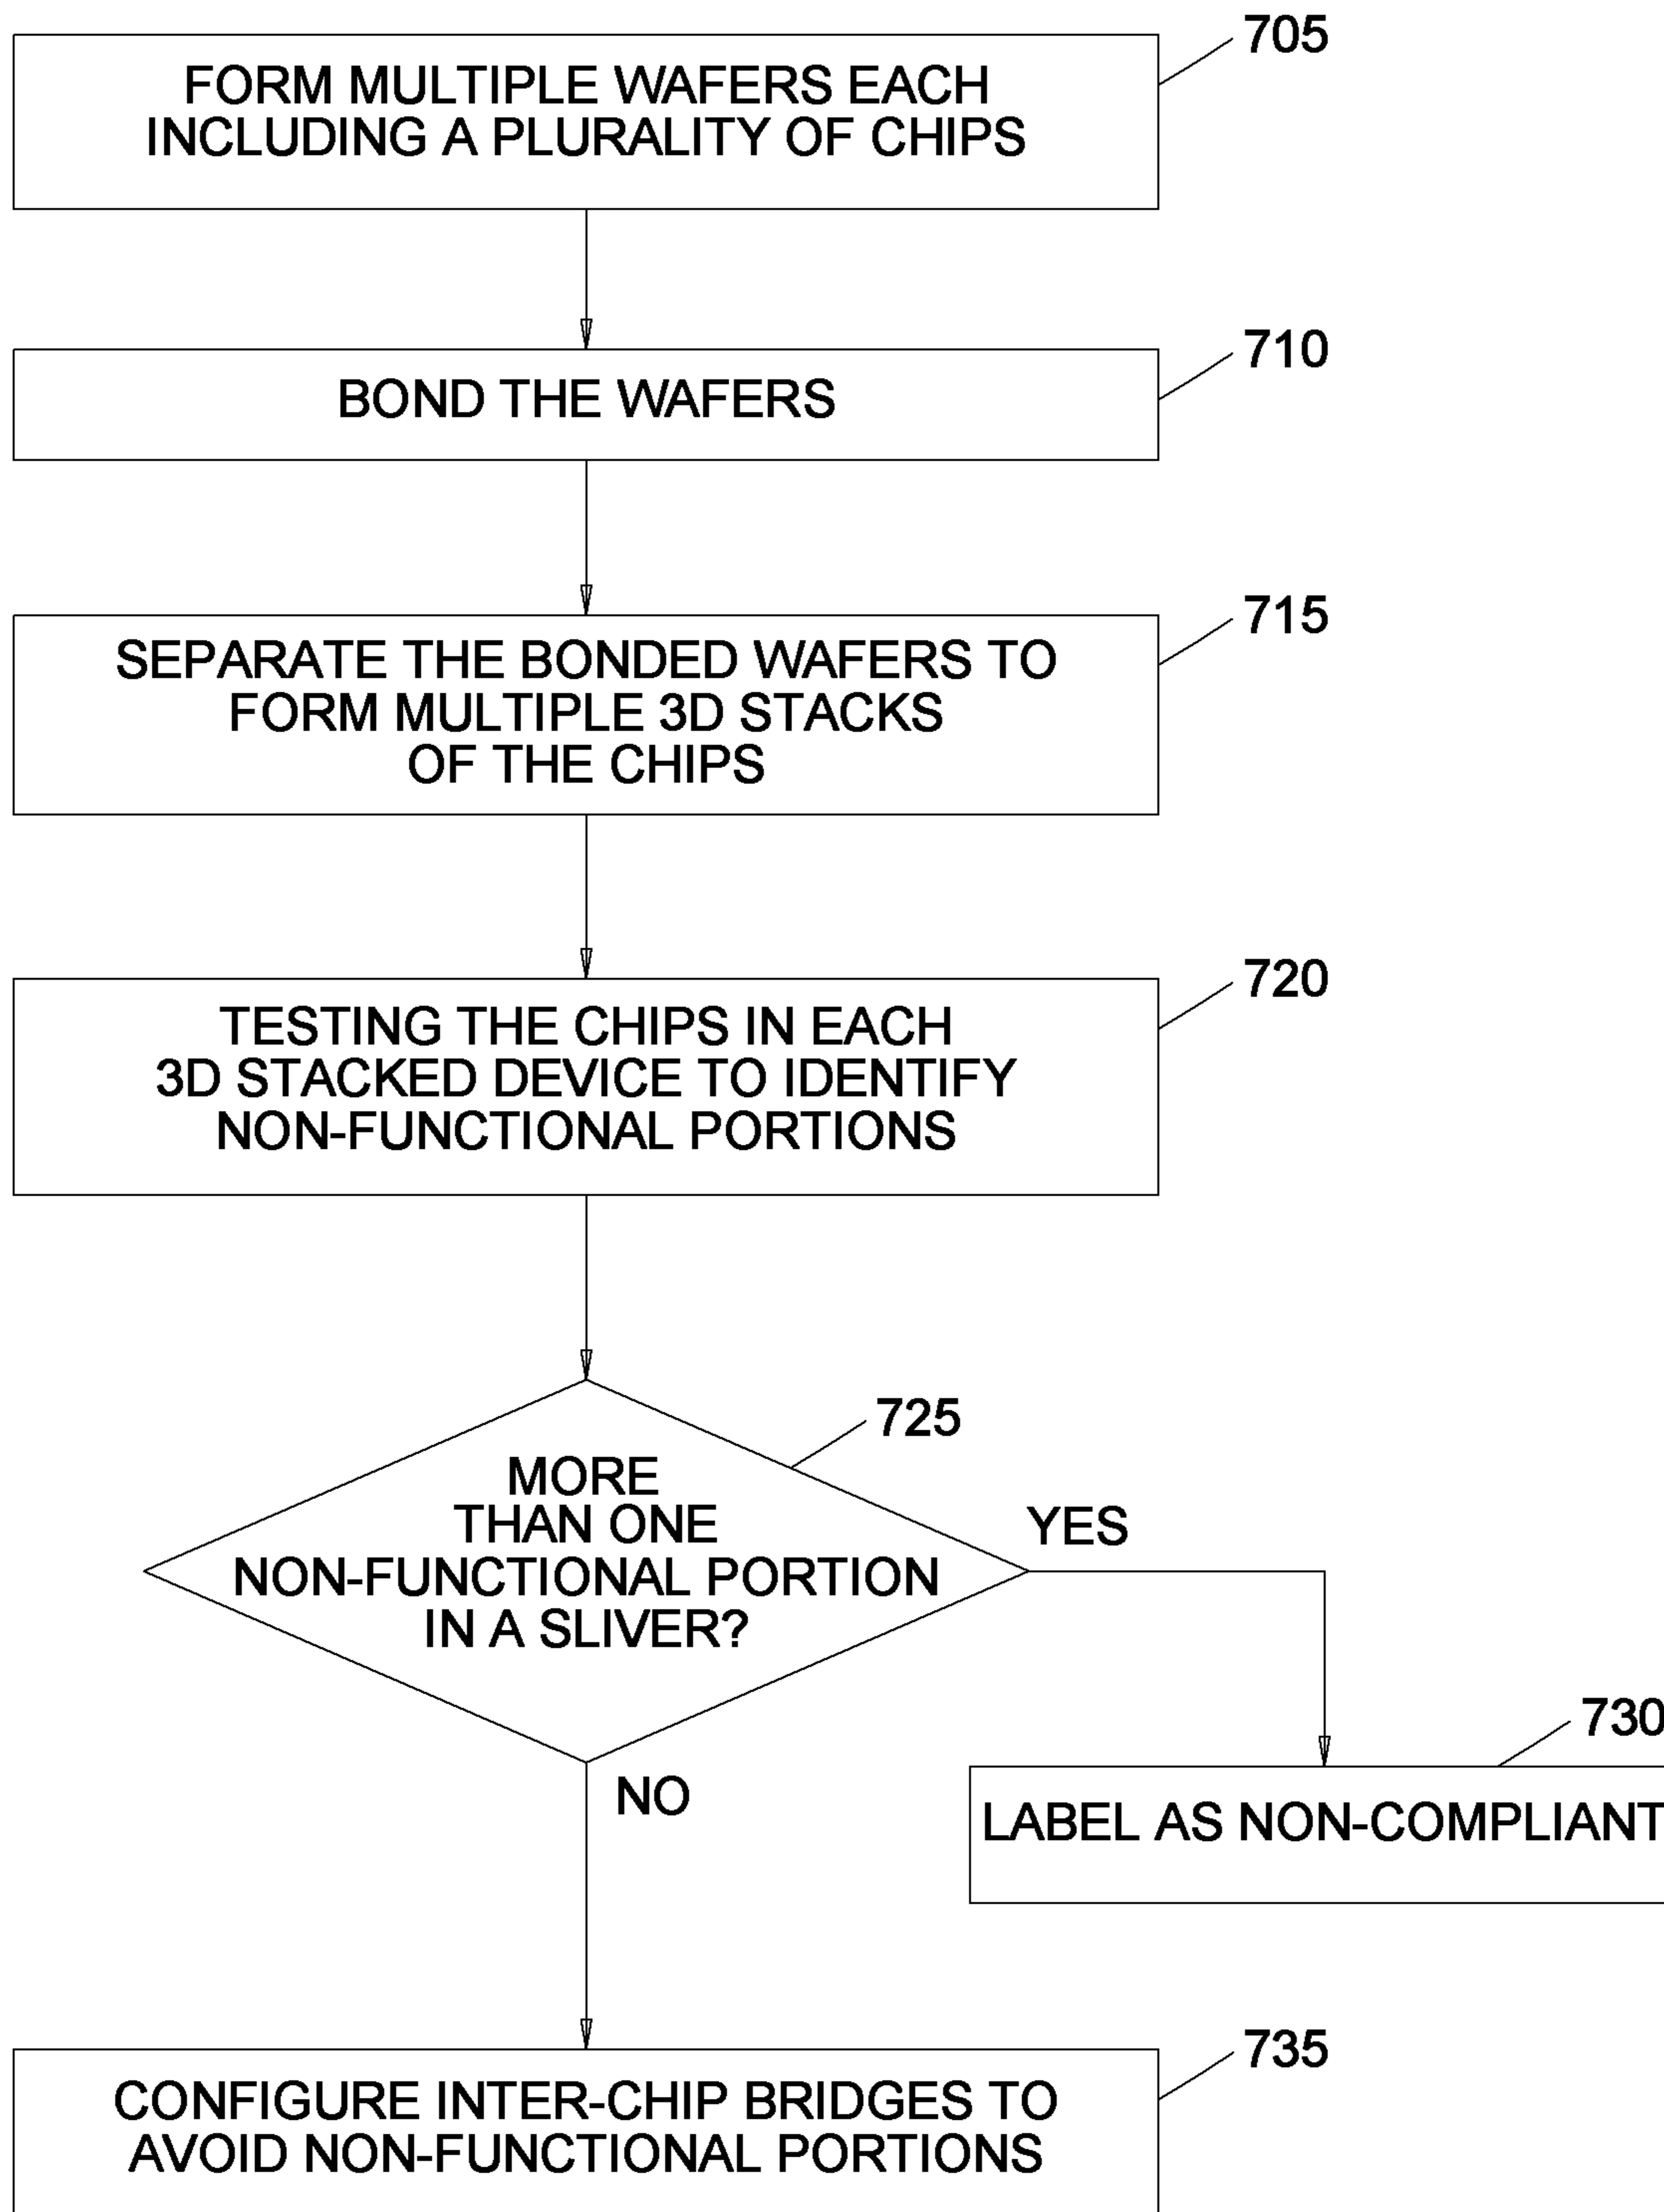 705
FORM MULTIPLE WAFERS EACH
INCLUDING A PLURALITY OF CHIPS
710
BOND THE WAFERS
715
SEPARATE THE BONDED WAFERS TO
FORM MULTIPLE 3D STACKS
OF THE CHIPS
720
TESTING THE CHIPS IN EACH
3D STACKED DEVICE TO IDENTIFY
NON-FUNCTIONAL PORTIONS
725
MORE
THAN ONE
NON-FUNCTIONAL PORTION
IN A SLIVER?
YES
730
LABEL AS NON-COMPLIANT
NO
735
CONFIGURE INTER-CHIP BRIDGES TO
AVOID NON-FUNCTIONAL PORTIONS